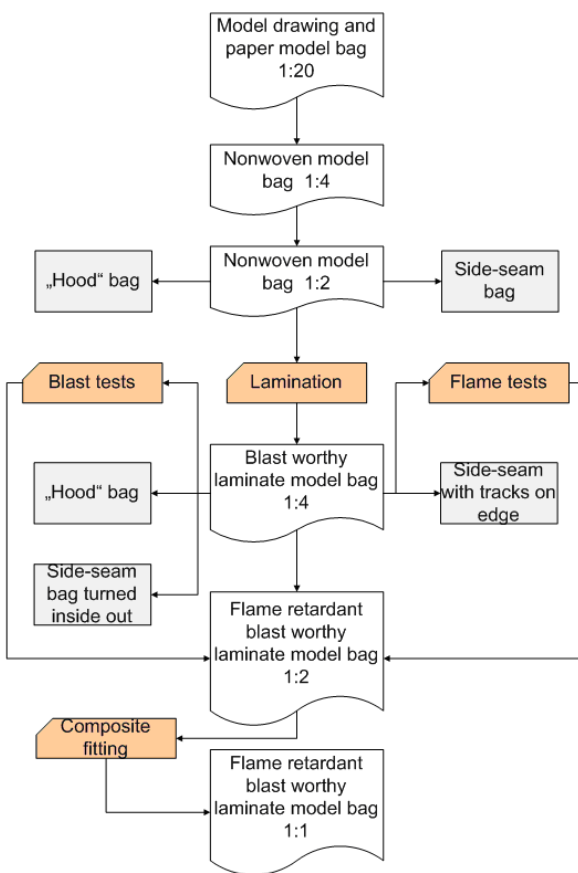 Model drawing and
paper model bag
1:20
Nonwoven model
bag 1:4
„Hood“ bag
Nonwoven model
bag 1:2
Side-seam
bag
Blast tests
Lamination
Flame tests
„Hood“ bag
Blast worthy
laminate model bag
1:4
Side-seam
with tracks on
edge
Side-seam
bag turned
inside out
Flame retardant
blast worthy
laminate model bag
1:2
Composite
fitting
Flame retardant
blast worthy
laminate model bag
1:1